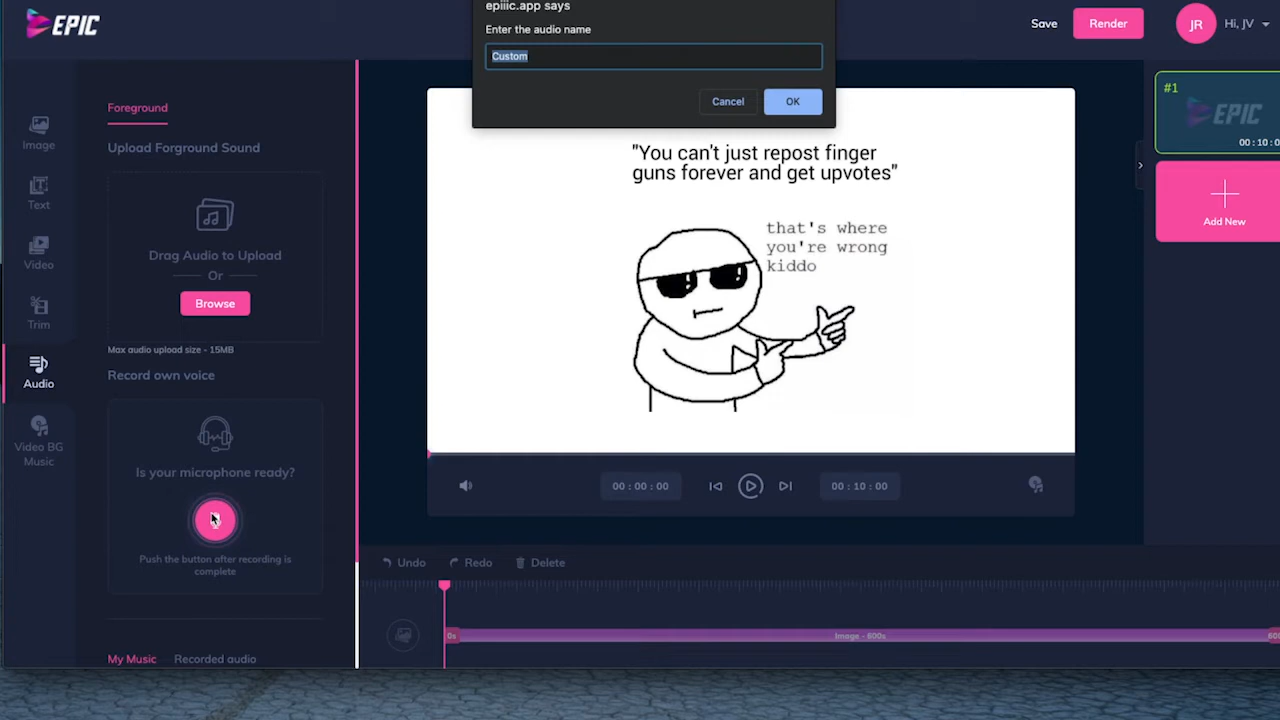 EPIC
epiiic.app says
Enter the audio name
Custom
Cancel
OK
Save
Render
JR
Hi, JV
Image
Text
Video
Trim
Audio
Video BG
Music
Foreground
Upload Forground Sound
Drag Audio to Upload
Or
Browse
Max audio upload size - 15MB
Record own voice
Is your microphone ready?
Push the button after recording is
complete
My Music
Recorded audio
"You can't just repost finger
guns forever and get upvotes"
that's where
you're wrong
kiddo
00 : 00 : 00
00 : 10 : 00
#1
EPIC
00 : 10 : 0
Add New
Undo
Redo
Delete
0s
Image - 600s
600